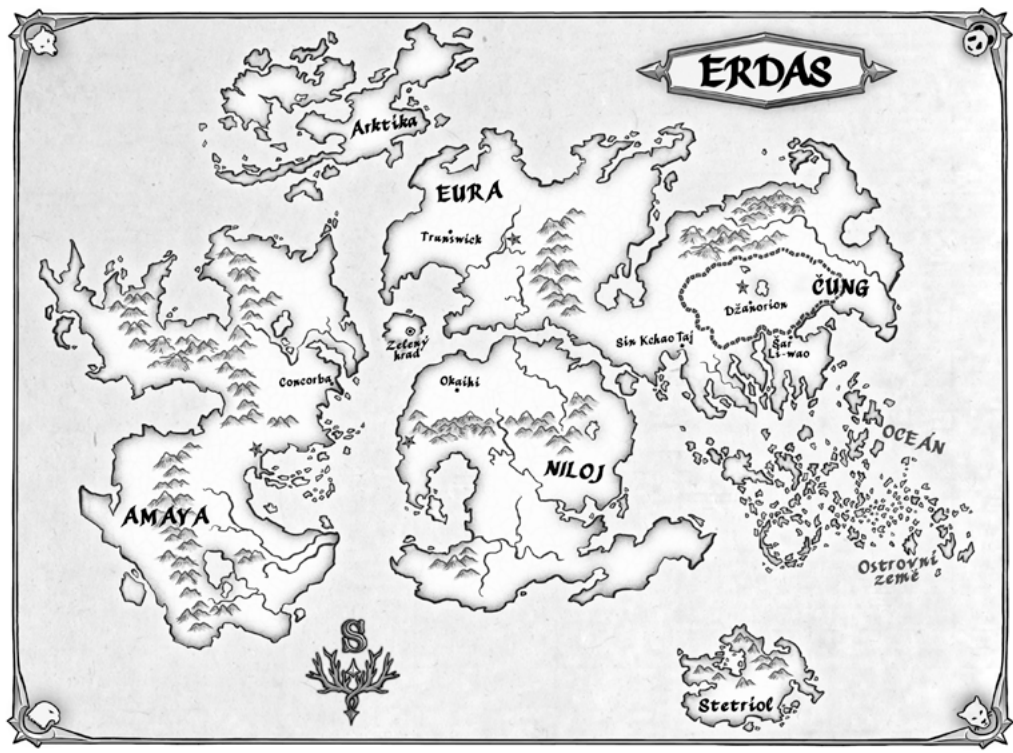 ERDAS
Arktika
EURA
Trunswick
ČUNG
Džanorion
Zelený
hrad
Sin Kchao Taj
Šar
Li-wao
Concorba
Okaihi
OCEÁN
NILOJ
AMAYA
Ostrovní
země
S
Stetriol